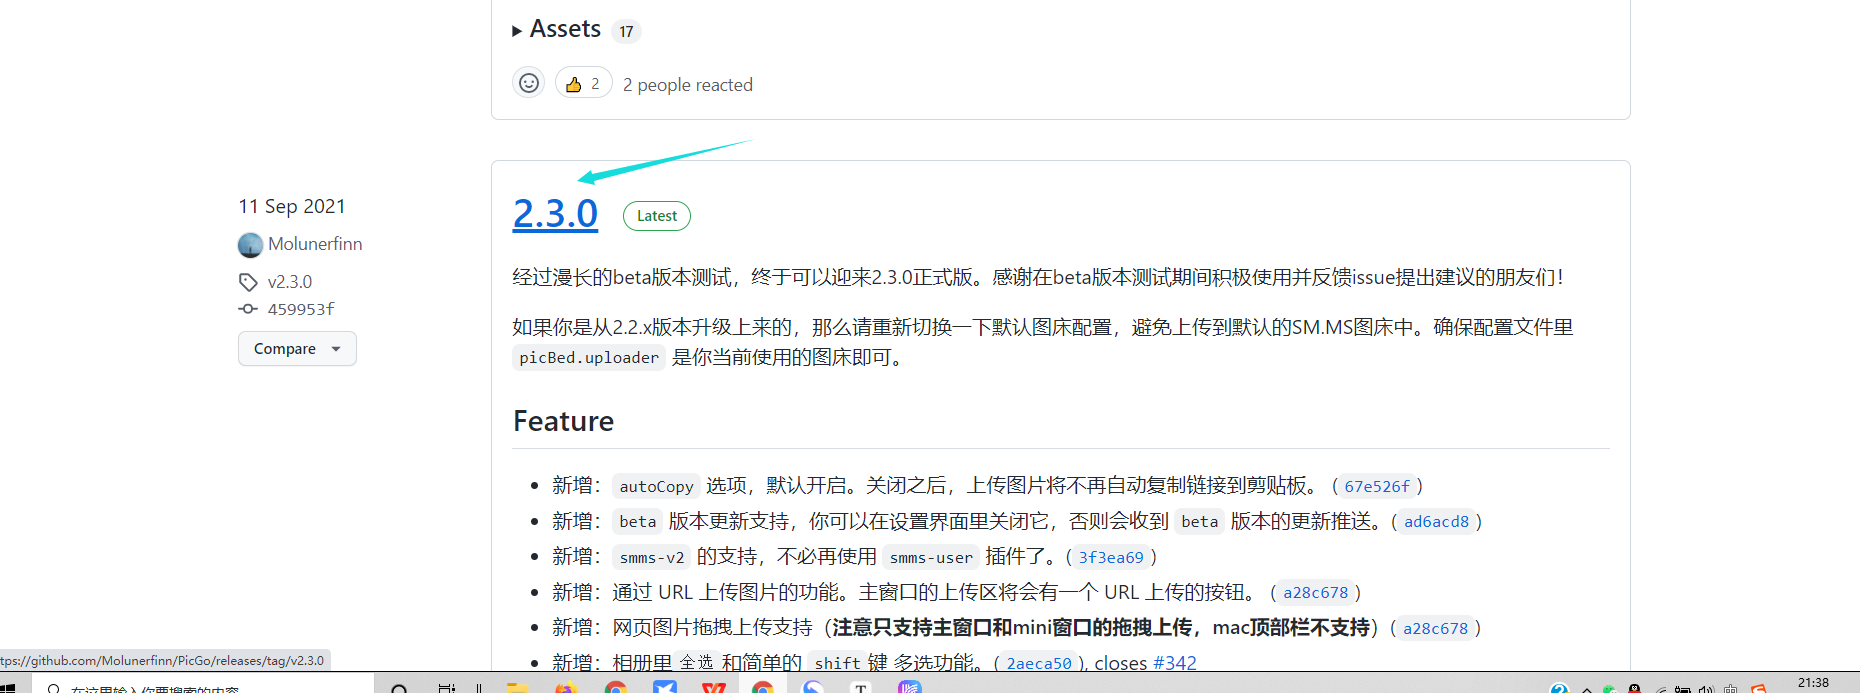 Assets 17
2 2 people reacted
11 Sep 2021
Molunerfinn
v2.3.0
459953f
Compare
2.3.0 Latest
经过漫长的beta版本测试，终于可以迎来2.3.0正式版。感谢在beta版本测试期间积极使用并反馈issue提出建议的朋友们！
如果你是从2.2.x版本升级上来的，那么请重新切换一下默认图床配置，避免上传到默认的SM.MS图床中。确保配置文件里
picBed.uploader 是你当前使用的图床即可。
Feature
新增：autoCopy 选项，默认开启。关闭之后，上传图片将不再自动复制链接到剪贴板。 (67e526f)
新增：beta 版本更新支持，你可以在设置界面里关闭它，否则会收到 beta 版本的更新推送。(ad6acd8)
新增：smms-v2 的支持，不必再使用 smms-user 插件了。(3f3ea69)
新增：通过 URL 上传图片的功能。主窗口的上传区将会有一个 URL 上传的按钮。 (a28c678)
新增：网页图片拖拽上传支持（注意只支持主窗口和mini窗口的拖拽上传，mac顶部栏不支持）(a28c678)
新增：相册里 全选 和简单的 shift 键 多选功能。(2aeca50), closes #342
tps://github.com/Molunerfinn/PicGo/releases/tag/v2.3.0
在这里输入你要搜索的内容
21:38